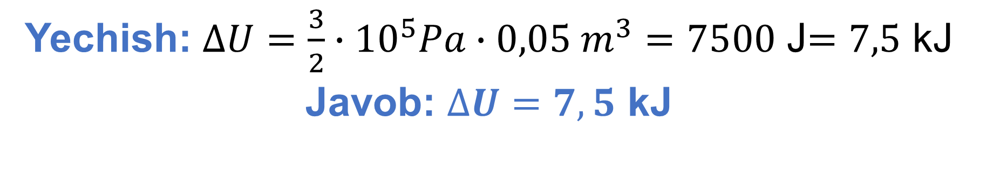 Yechish: ΔU = 3/2 · 10⁵Pa · 0,05 m³ = 7500 J= 7,5 kJ
Javob: ΔU = 7,5 kJ